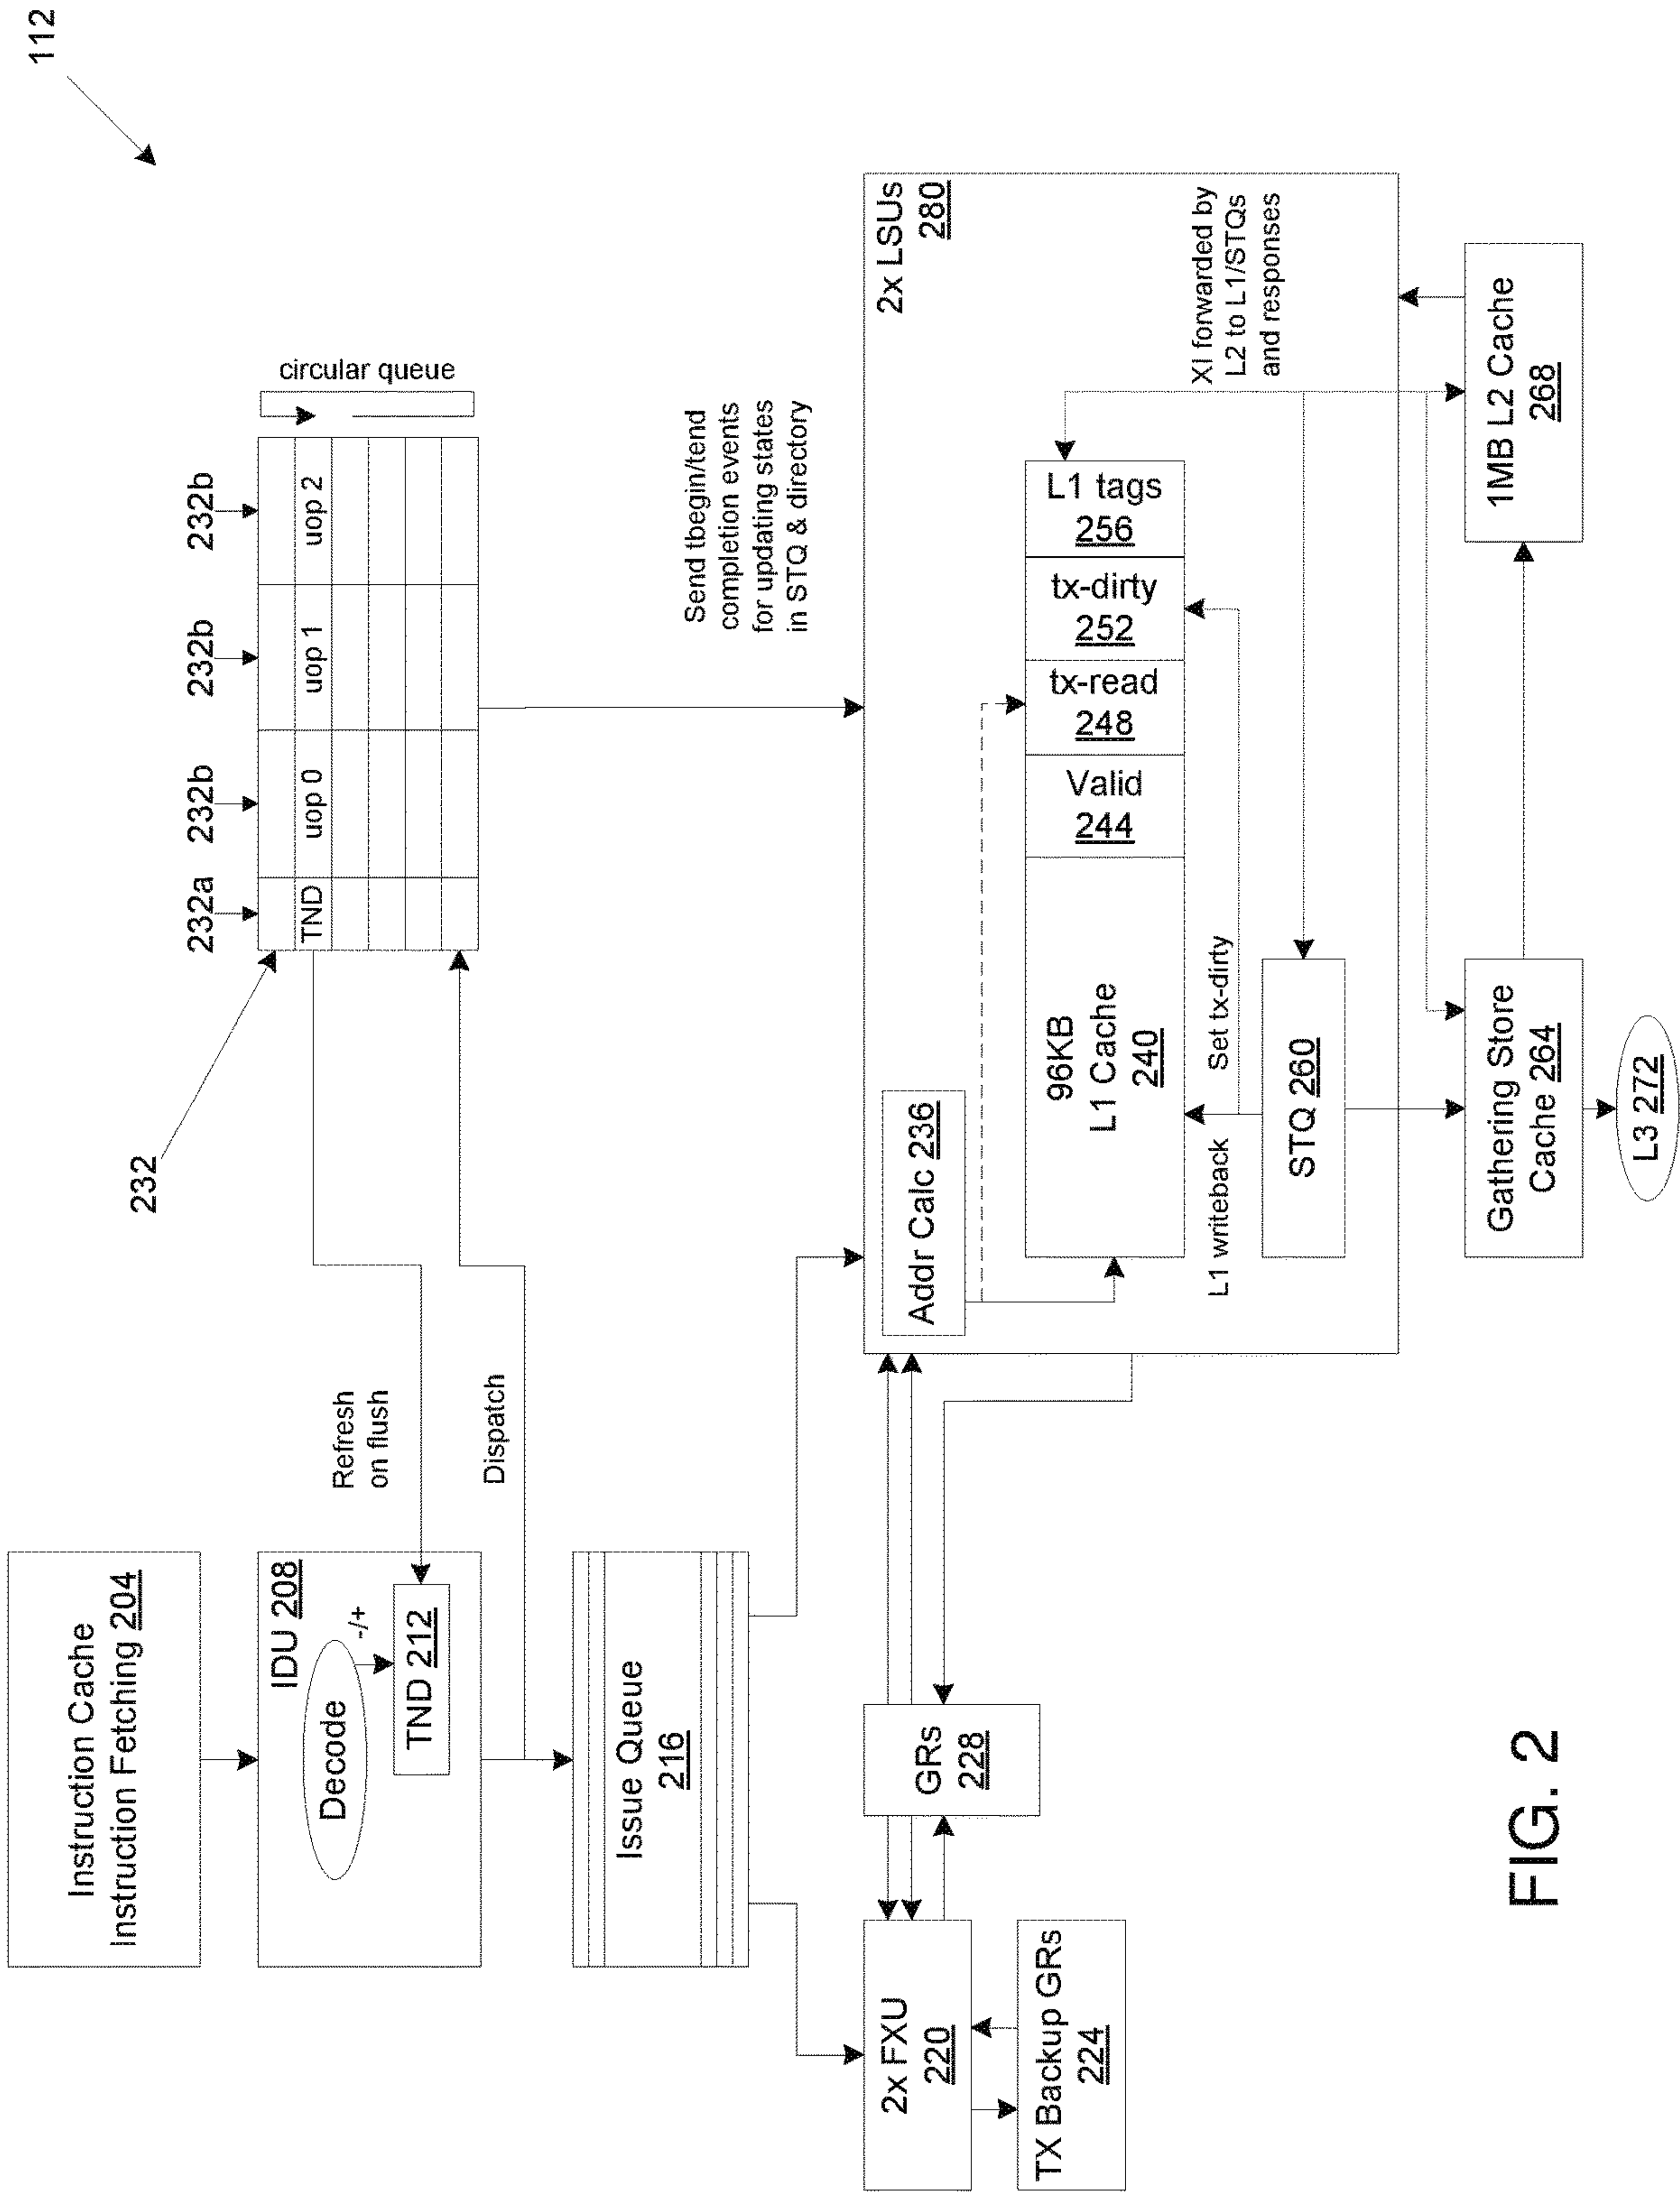 112
Instruction Cache
Instruction Fetching 204
IDU 208
Decode
-/+
TND 212
Refresh
on flush
Dispatch
232
232a
232b
232b
232b
TND
uop 0
uop 1
uop 2
circular queue
Issue Queue
216
Send tbegin/tend
completion events
for updating states
in STQ & directory
2x FXU
220
TX Backup GRs
224
GRs
228
2x LSUs
280
Addr Calc 236
96KB
L1 Cache
240
Valid
244
tx-read
248
tx-dirty
252
L1 tags
256
L1 writeback
Set tx-dirty
XI forwarded by
L2 to L1/STQs
and responses
STQ 260
Gathering Store
Cache 264
1MB L2 Cache
268
L3 272
FIG. 2